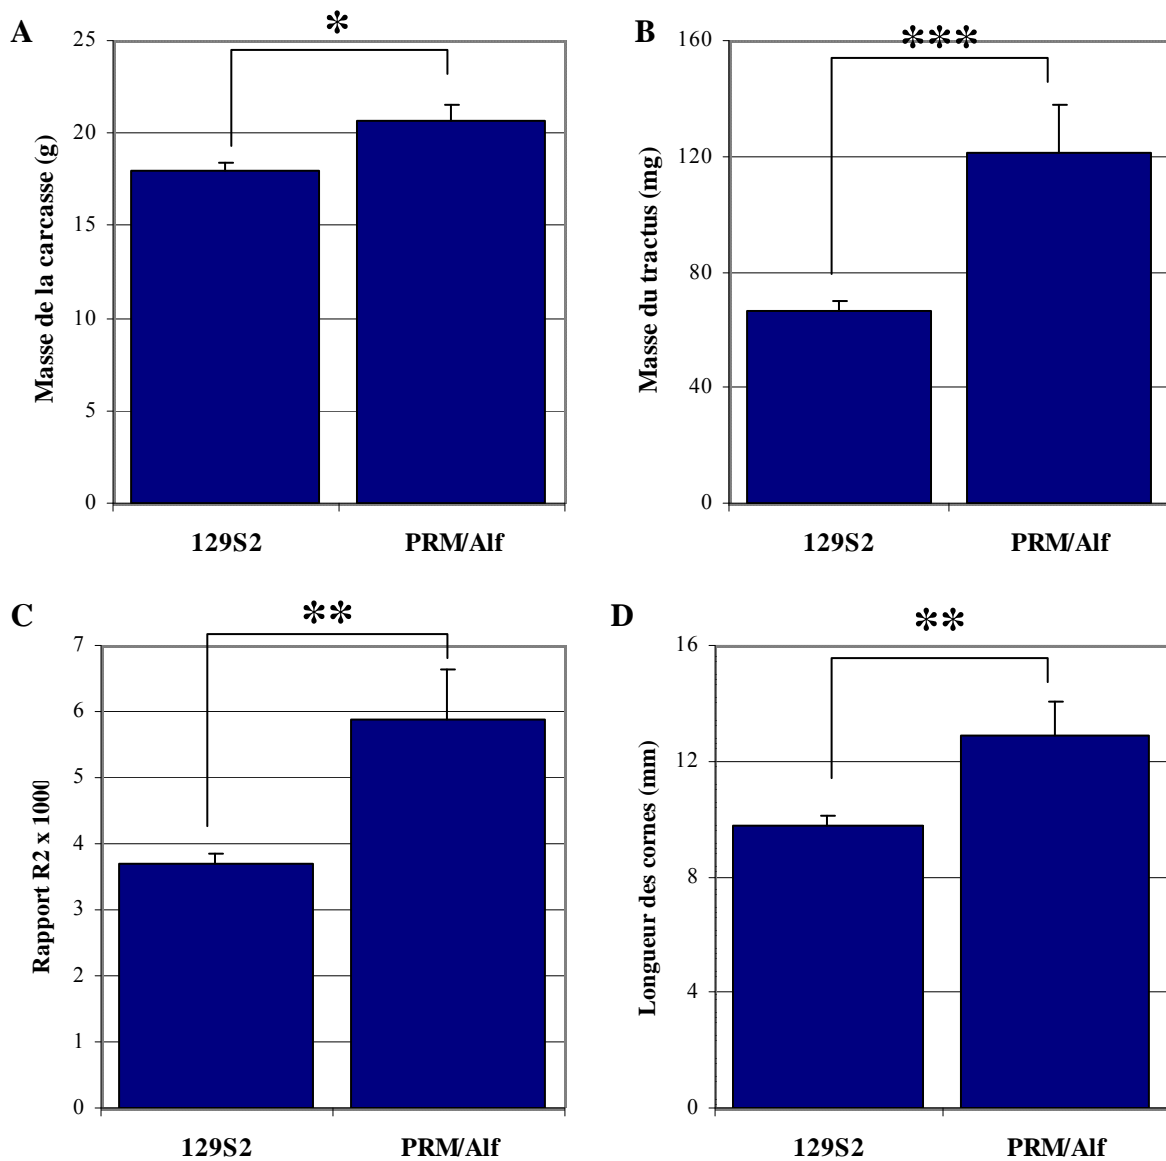 A
*
Masse de la carcasse (g)
25
20
15
10
5
0
129S2 PRM/Alf
B
***
Masse du tractus (mg)
160
120
80
40
0
129S2 PRM/Alf
C
**
Rapport R2 x 1000
7
6
5
4
3
2
1
0
129S2 PRM/Alf
D
**
Longueur des cornes (mm)
16
12
8
4
0
129S2 PRM/Alf